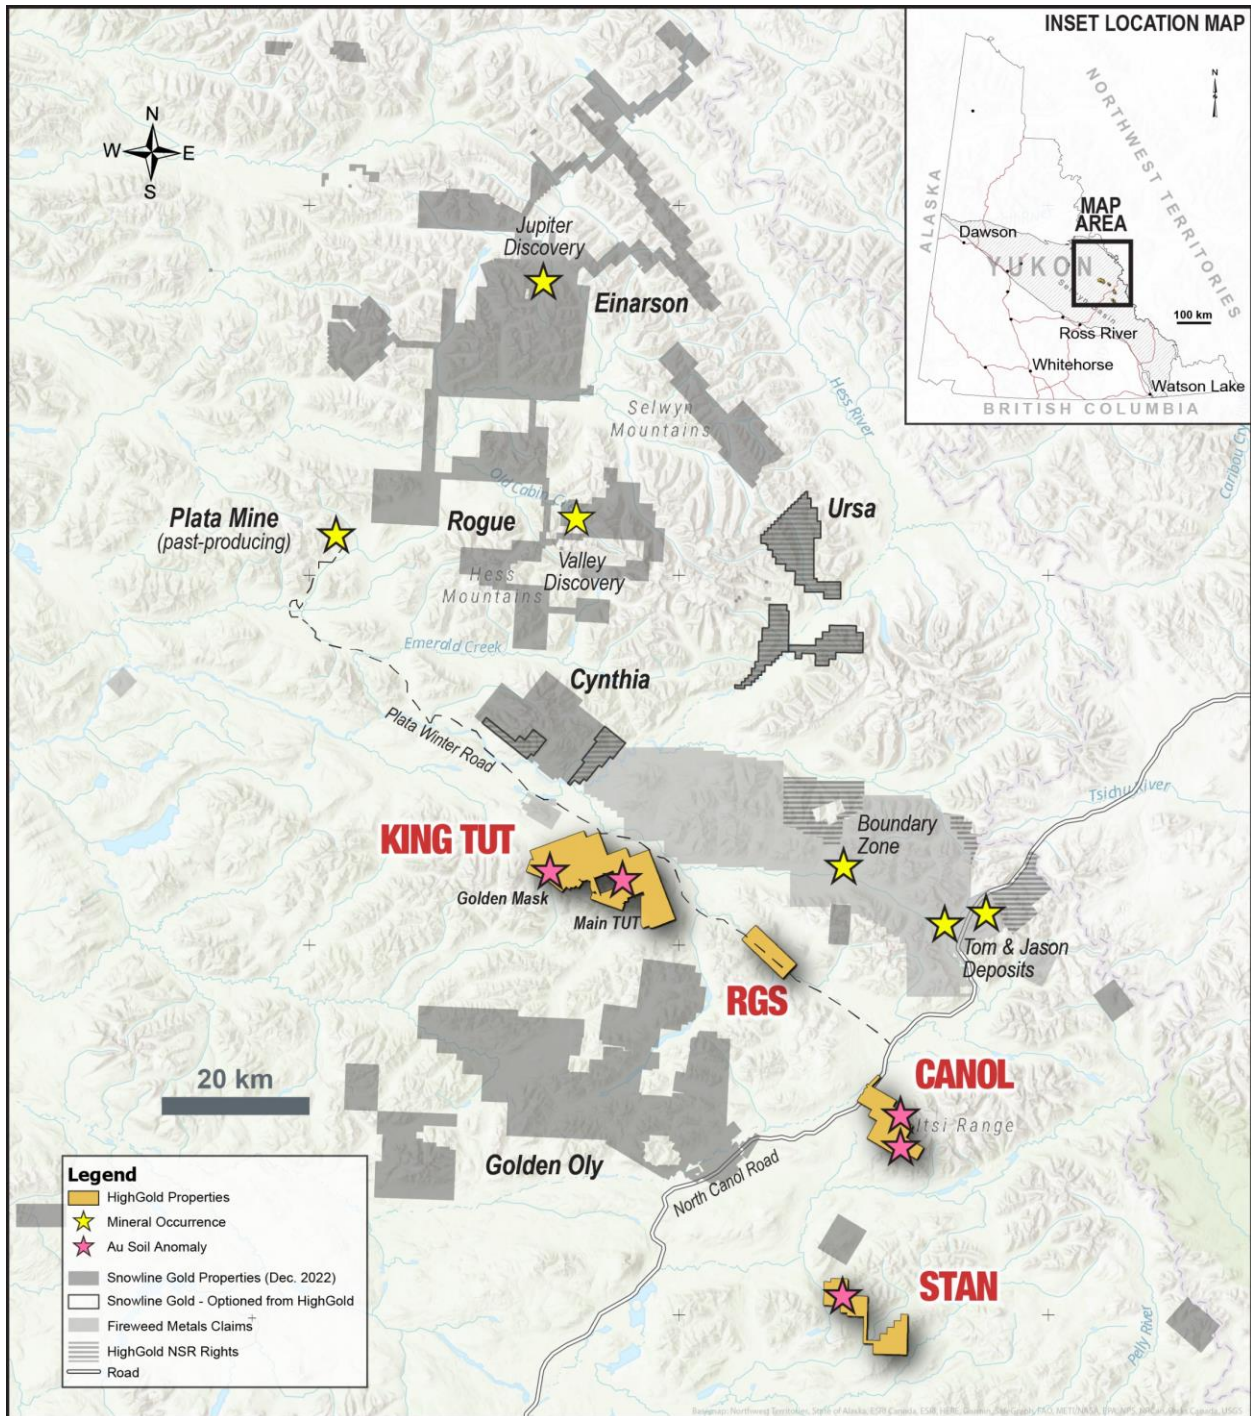 INSET LOCATION MAP
N
NORTHWEST TERRITORIES
ALASKA
MAP
AREA
Dawson
YUKON
Selwyn Basin
100 km
Ross River
Whitehorse
Watson Lake
BRITISH COLUMBIA
N
W
E
S
Jupiter
Discovery
Einarson
Selwyn
Mountains
Hess River
Caribou Cry
Old Cabin Cr
Plata Mine
(past-producing)
Rogue
Ursa
Valley
Discovery
Hess
Mountains
Emerald Creek
Cynthia
Plata Winter Road
Tsichu River
KING TUT
Boundary
Zone
Golden Mask
Main TUT
Tom & Jason
Deposits
RGS
CANOL
Itsi Range
20 km
Golden Oly
North Canol Road
STAN
Pelly River
Legend
HighGold Properties
Mineral Occurrence
Au Soil Anomaly
Snowline Gold Properties (Dec. 2022)
Snowline Gold - Optioned from HighGold
Fireweed Metals Claims
HighGold NSR Rights
Road